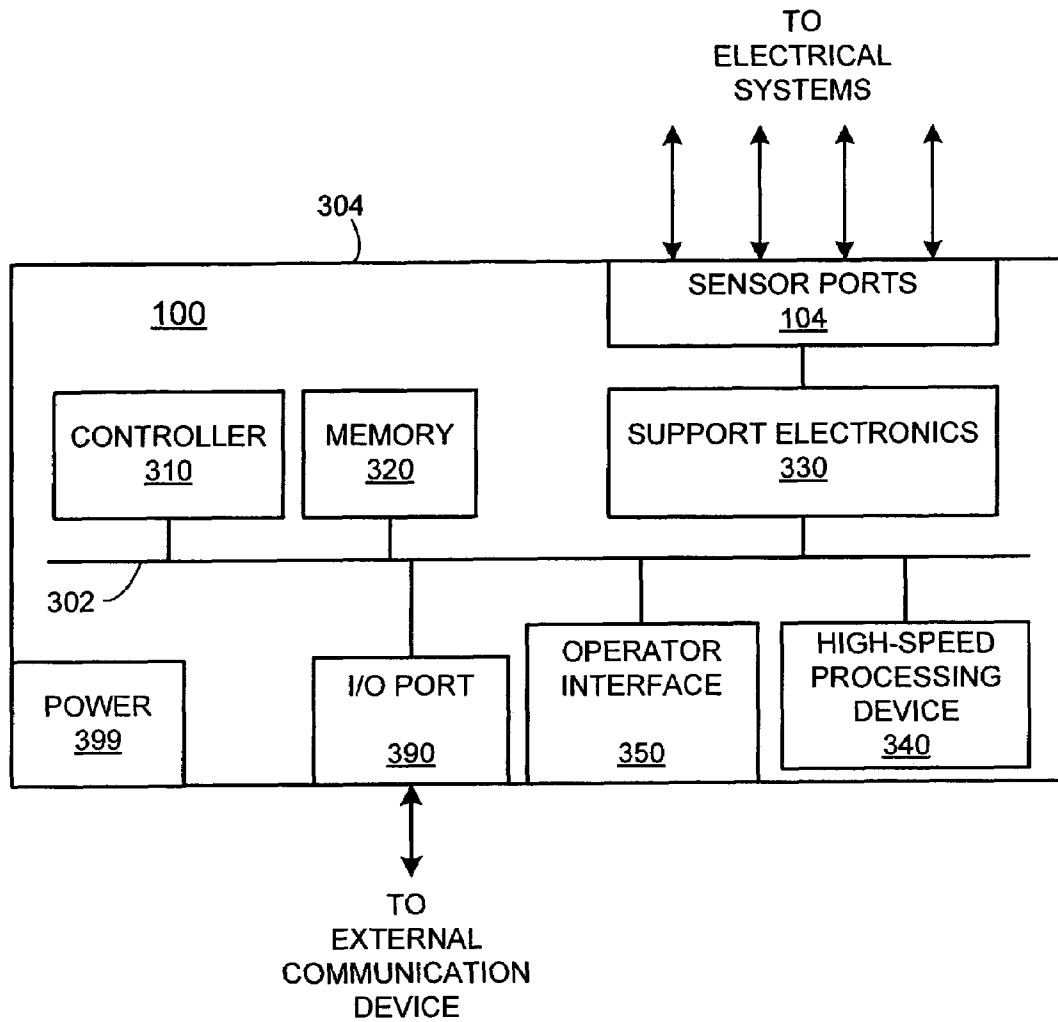 TO
ELECTRICAL
SYSTEMS
304
100
SENSOR PORTS
104
CONTROLLER
310
MEMORY
320
SUPPORT ELECTRONICS
330
302
POWER
399
I/O PORT
390
OPERATOR
INTERFACE
350
HIGH-SPEED
PROCESSING
DEVICE
340
TO
EXTERNAL
COMMUNICATION
DEVICE